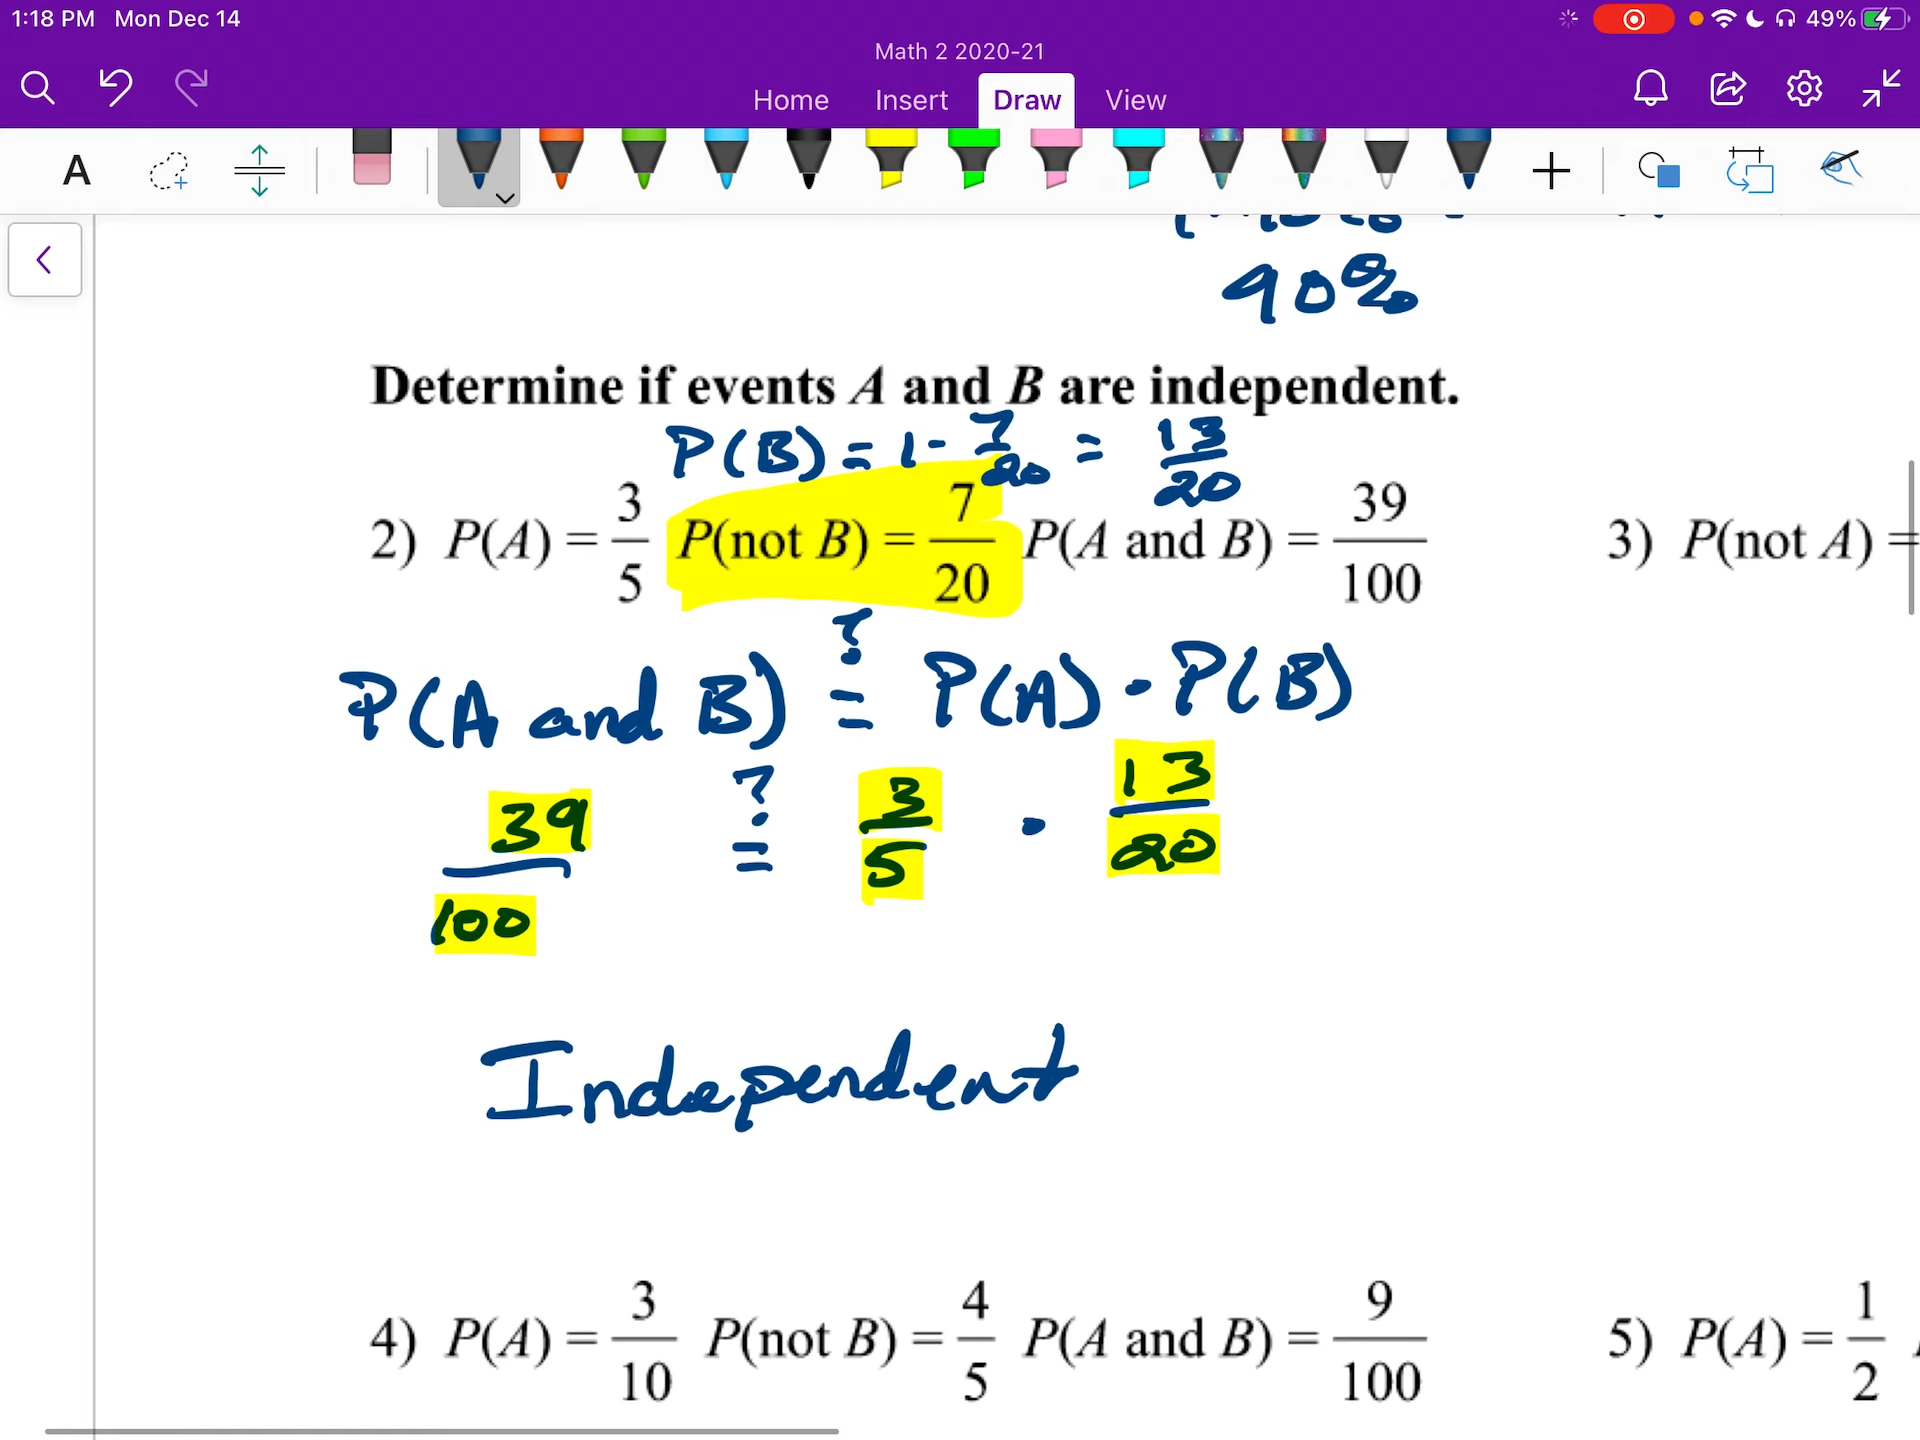 1:18 PM Mon Dec 14
49%
Math 2 2020-21
Home Insert Draw View
A
90%
Determine if events A and B are independent.
P(B) = 1 - 7/20 = 13/20
2) P(A) = 3/5 P(not B) = 7/20 P(A and B) = 39/100
3) P(not A) =
P(A and B) ?= P(A) · P(B)
39/100 ?= 3/5 · 13/20
Independent
4) P(A) = 3/10 P(not B) = 4/5 P(A and B) = 9/100
5) P(A) = 1/2